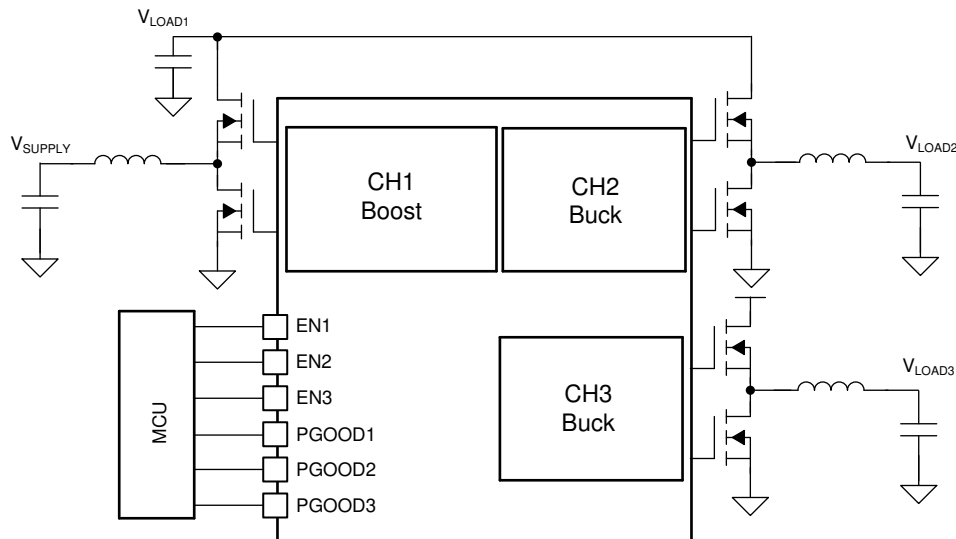 VLOAD1
VSUPPLY
CH1
Boost
CH2
Buck
VLOAD2
MCU
EN1
EN2
EN3
PGOOD1
PGOOD2
PGOOD3
CH3
Buck
VLOAD3